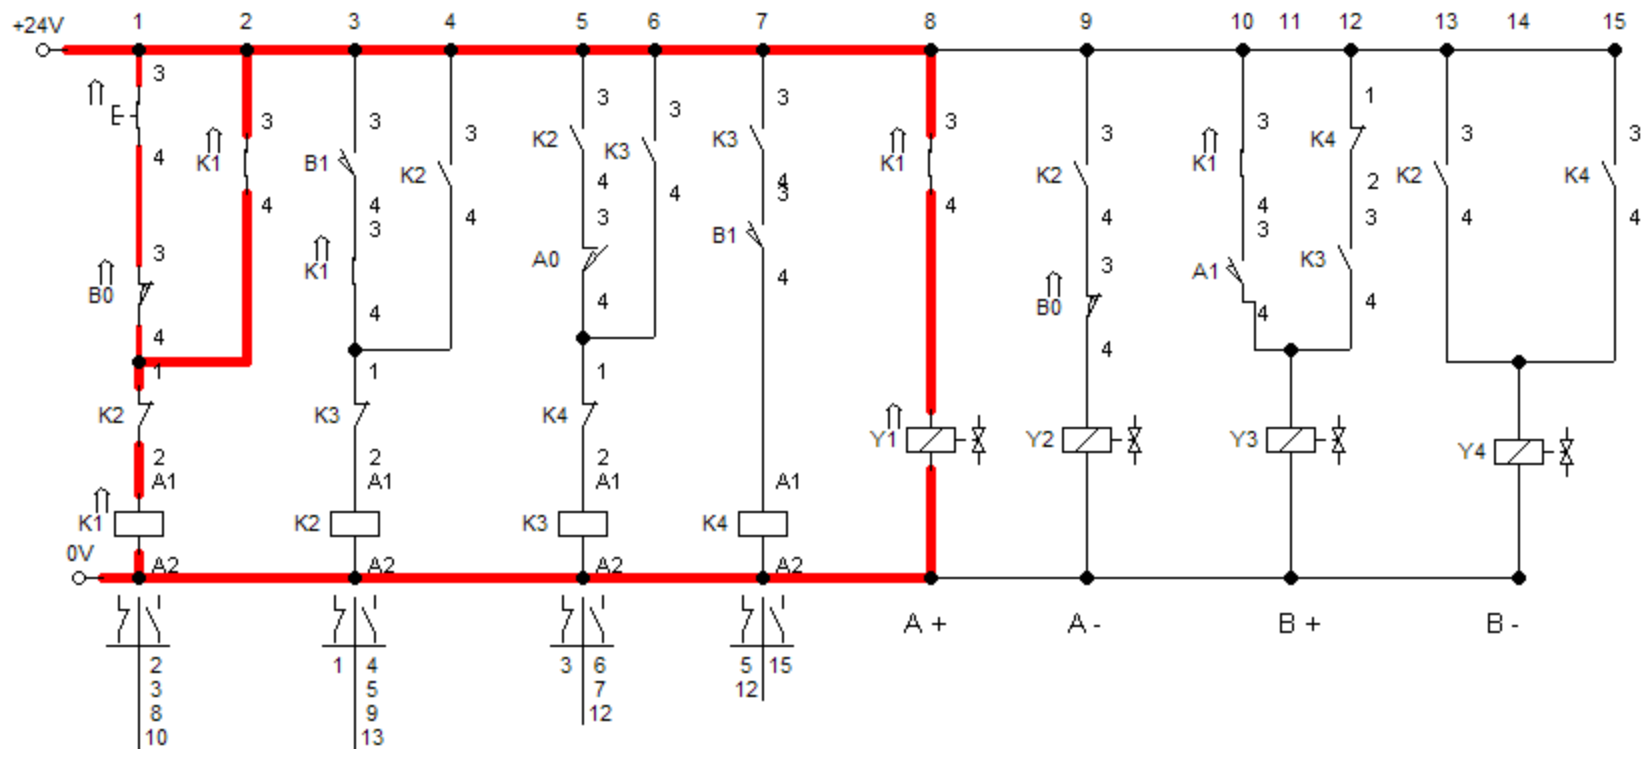 +24V 1 2 3 4 5 6 7 8 9 10 11 12 13 14 15
3 3 3 3 1
E 3 3 3 3 3 3 3 3 3
K1 B1 K2 K2 K3 K3 K1 K2 K1 K4 K2 K4
4 4 4 4 4 4 4 4 4 4 2 4 4
3 3 3 3 3 3 3
B0 K1 A0 B1 B0 A1 K3
4 4 4 4 4 4 4
1 1 1
K2 K3 K4 Y1 Y2 Y3 Y4
2 2 2
A1 A1 A1 A1
K1 K2 K3 K4
0V A2 A2 A2 A2
A + A - B + B -
2 1 4 3 6 5 15
3 5 7 12
8 9 12
10 13